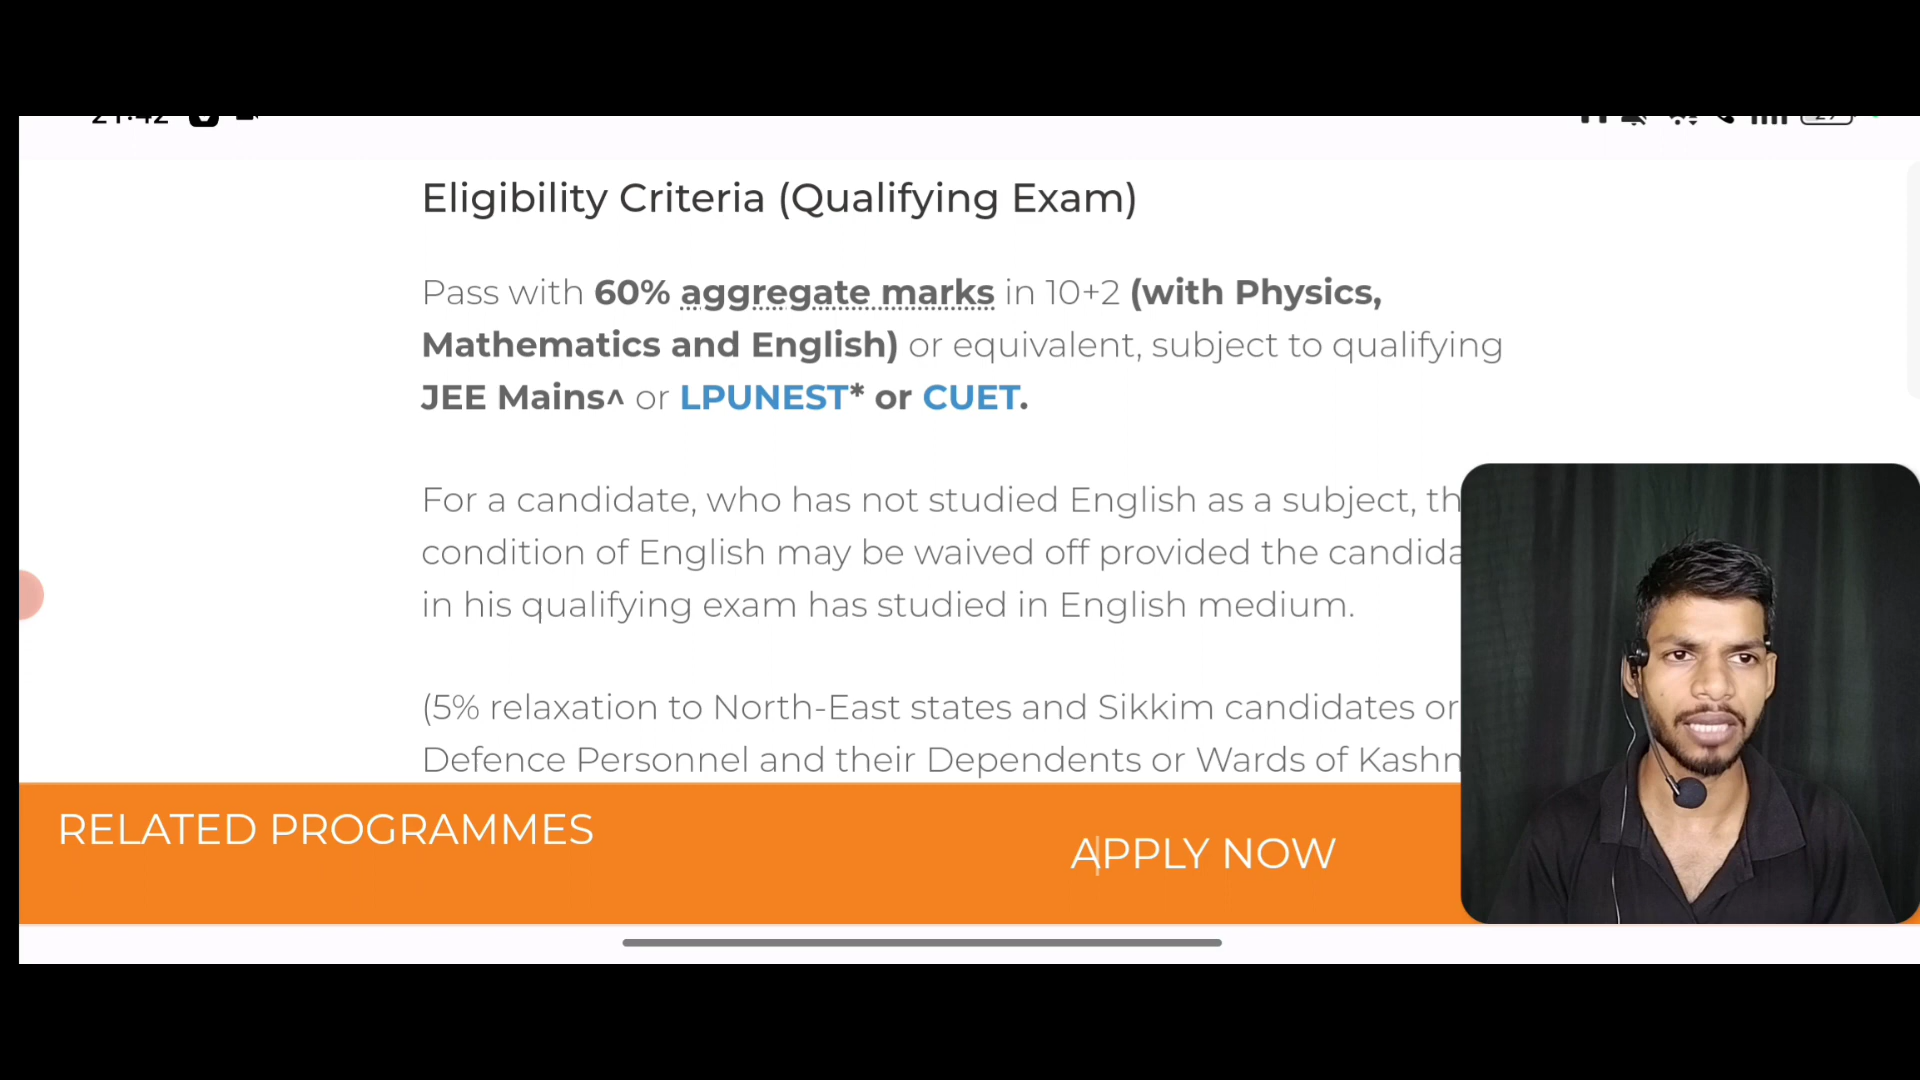 Eligibility Criteria (Qualifying Exam)
Pass with 60% aggregate marks in 10+2 (with Physics,
Mathematics and English) or equivalent, subject to qualifying
JEE Mains^ or LPUNEST* or CUET.
For a candidate, who has not studied English as a subject, th
condition of English may be waived off provided the candida
in his qualifying exam has studied in English medium.
(5% relaxation to North-East states and Sikkim candidates or
Defence Personnel and their Dependents or Wards of Kashm
RELATED PROGRAMMES
APPLY NOW